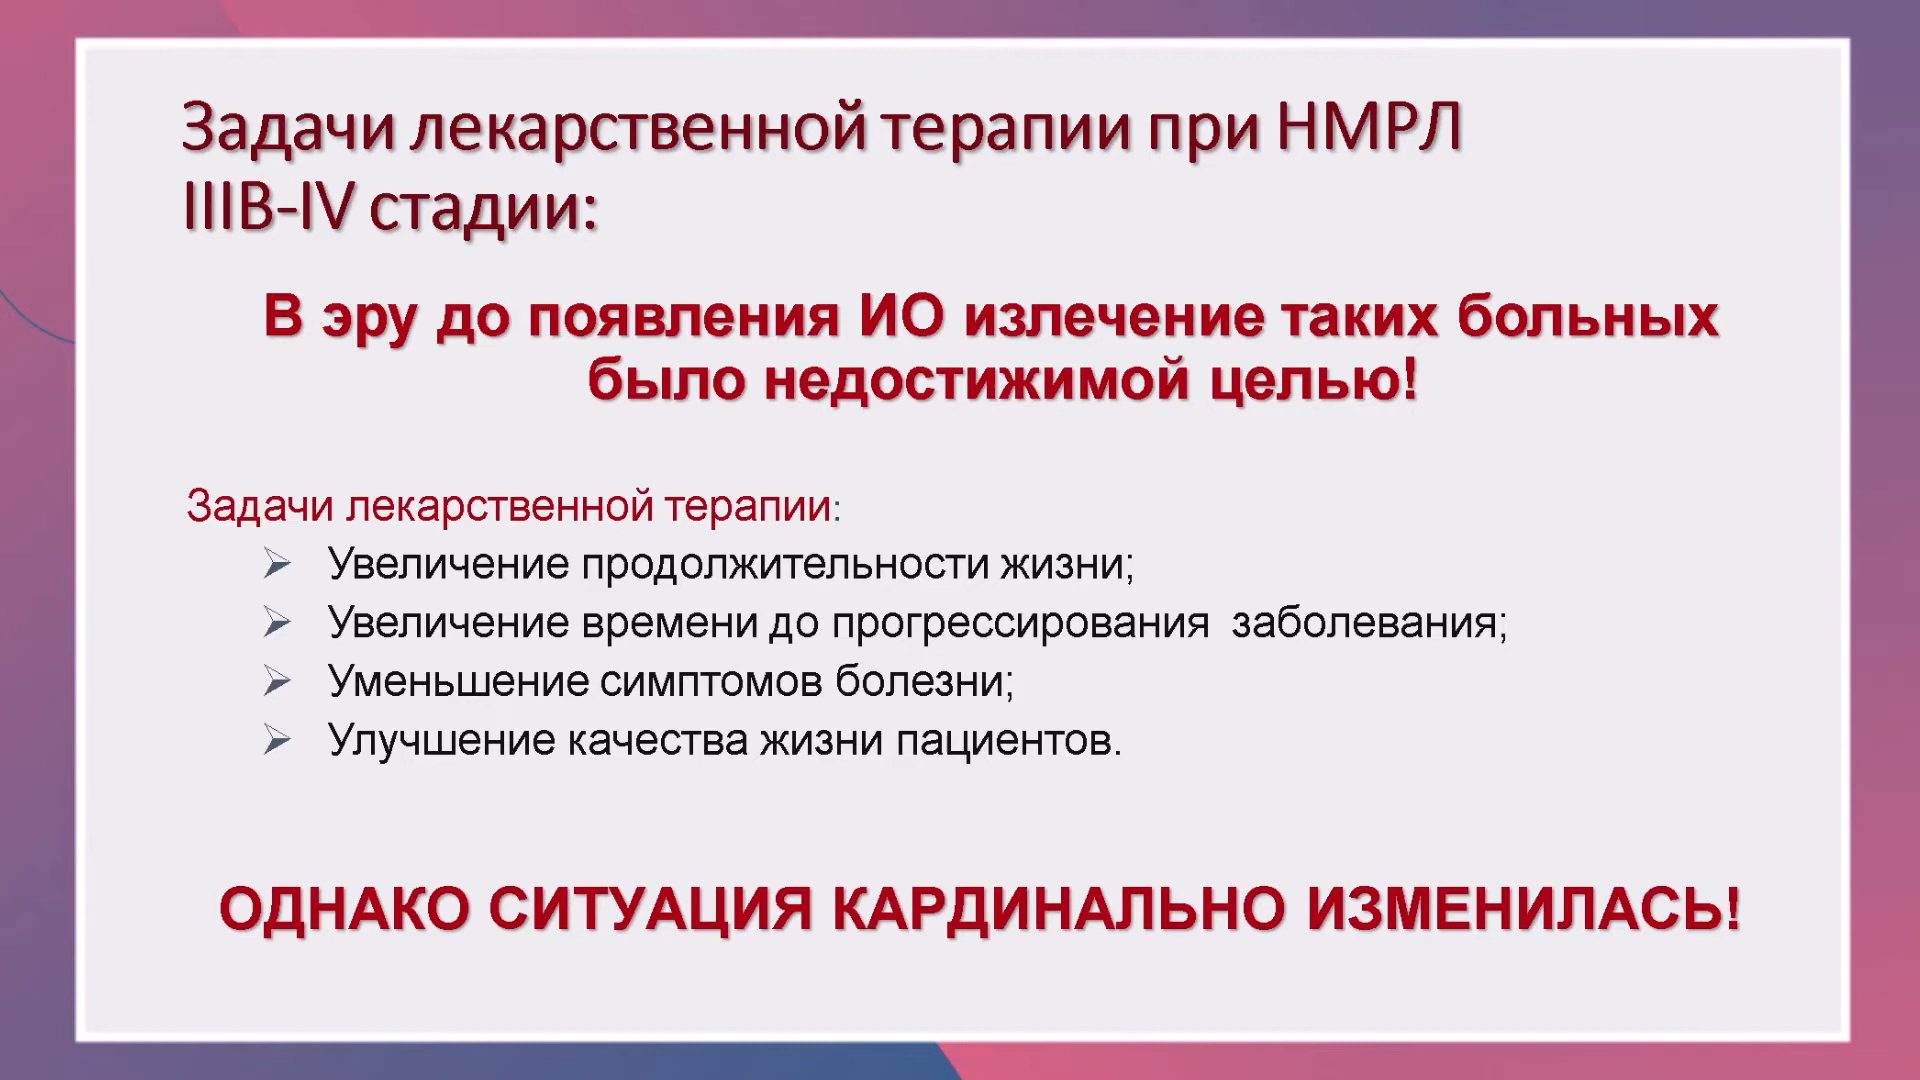 Задачи лекарственной терапии при НМРЛ
IIIB-IV стадии:
В эру до появления ИО излечение таких больных
было недостижимой целью!
Задачи лекарственной терапии:
Увеличение продолжительности жизни;
Увеличение времени до прогрессирования заболевания;
Уменьшение симптомов болезни;
Улучшение качества жизни пациентов.
ОДНАКО СИТУАЦИЯ КАРДИНАЛЬНО ИЗМЕНИЛАСЬ!